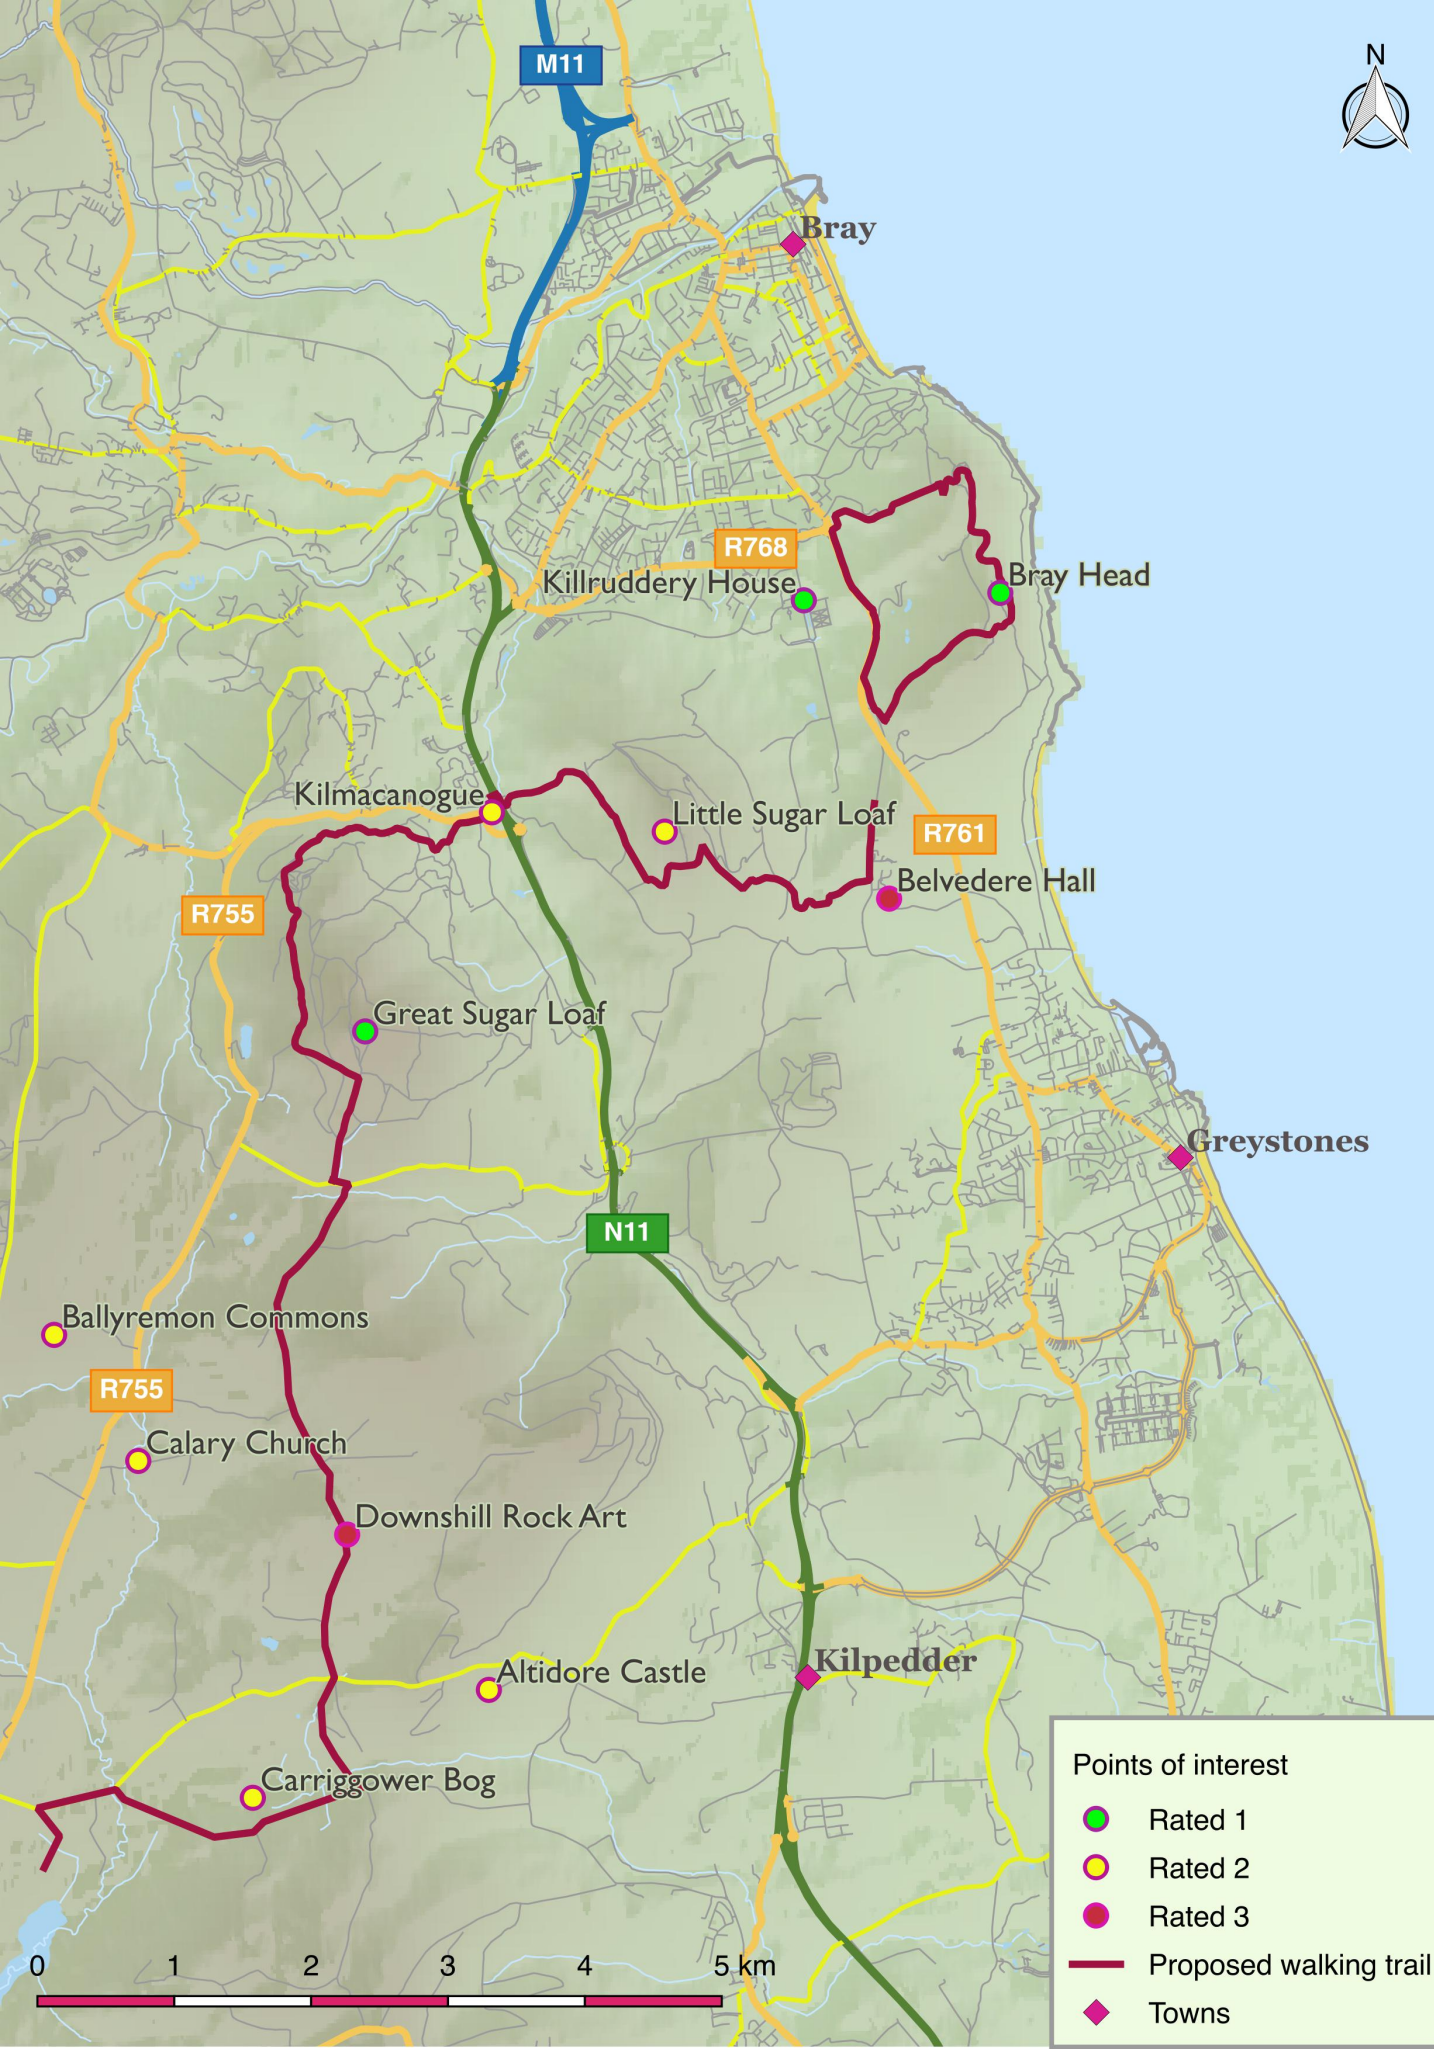 N
M11
Bray
R768
Killruddery House
Bray Head
Kilmacanogue
Little Sugar Loaf
R761
Belvedere Hall
R755
Great Sugar Loaf
Greystones
N11
Ballyremon Commons
R755
Calary Church
Downshill Rock Art
Kilpedder
Altidore Castle
Carriggower Bog
Points of interest
Rated 1
Rated 2
Rated 3
Proposed walking trail
Towns
0 1 2 3 4 5 km